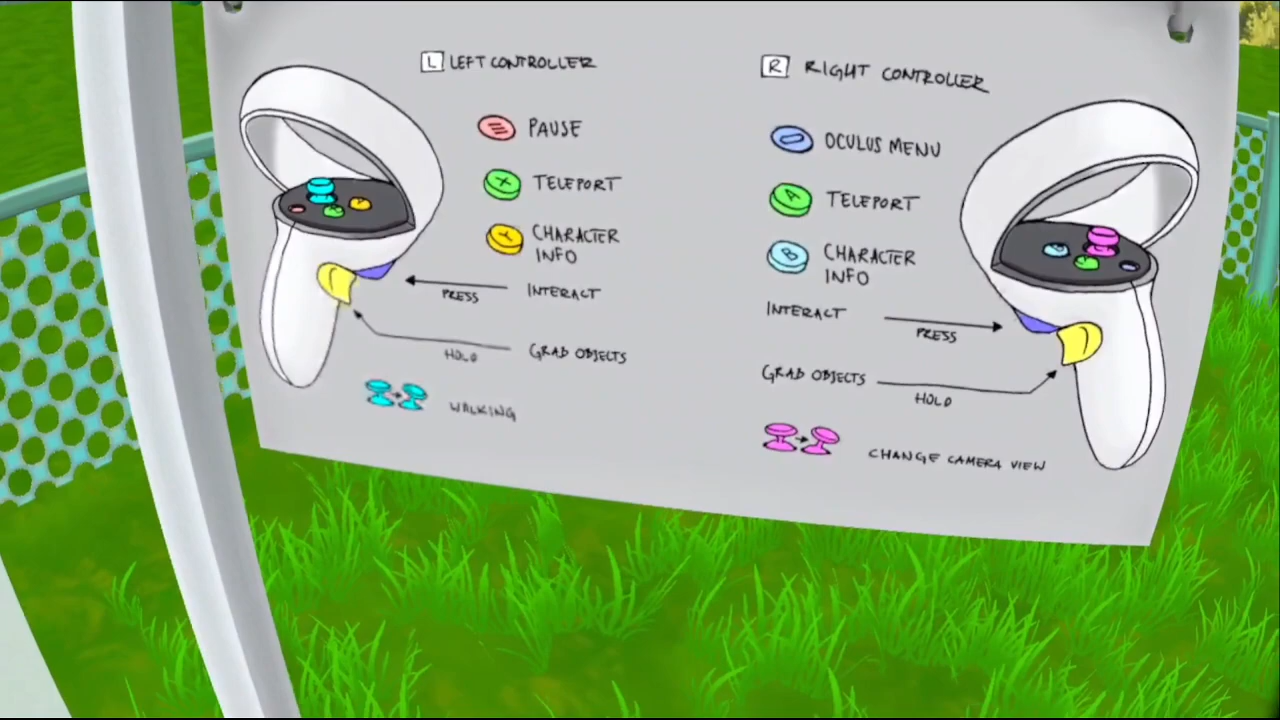 L LEFT CONTROLLER
PAUSE
X TELEPORT
Y CHARACTER
INFO
PRESS INTERACT
HOLD GRAB OBJECTS
WALKING
R RIGHT CONTROLLER
OCULUS MENU
A TELEPORT
B CHARACTER
INFO
INTERACT PRESS
GRAB OBJECTS HOLD
CHANGE CAMERA VIEW